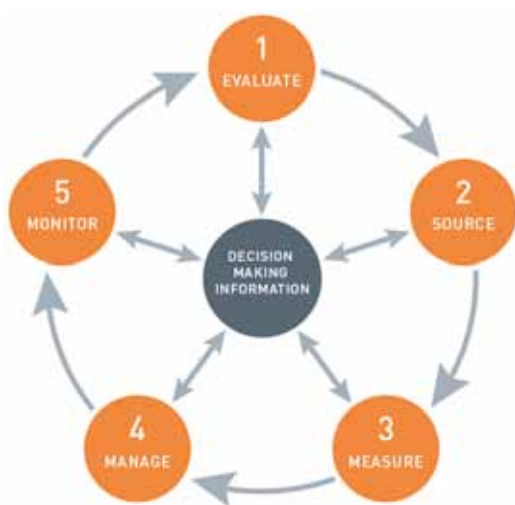 1
EVALUATE
2
SOURCE
3
MEASURE
4
MANAGE
5
MONITOR
DECISION
MAKING
INFORMATION